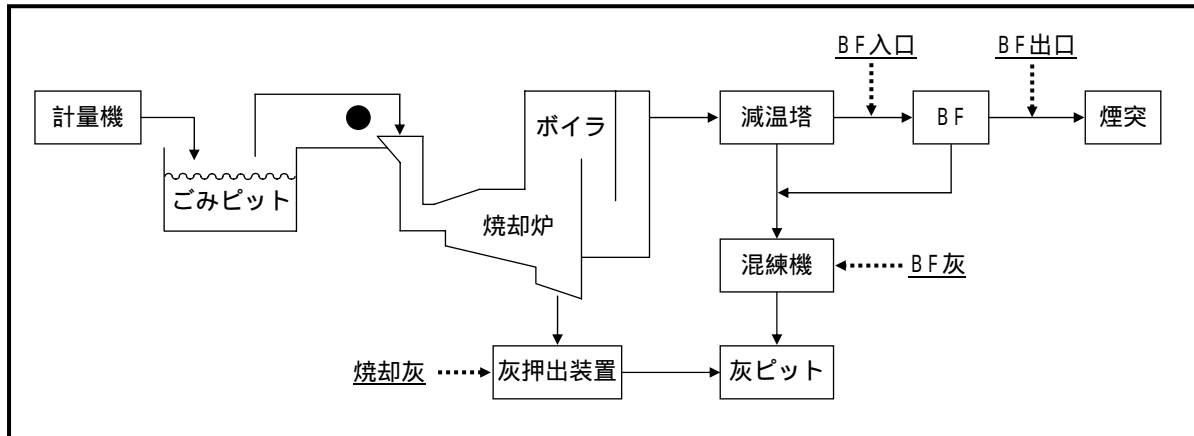 BF入口
BF出口
計量機
ボイラ
減温塔
BF
煙突
ごみピット
焼却炉
混練機
BF灰
焼却灰
灰押出装置
灰ピット